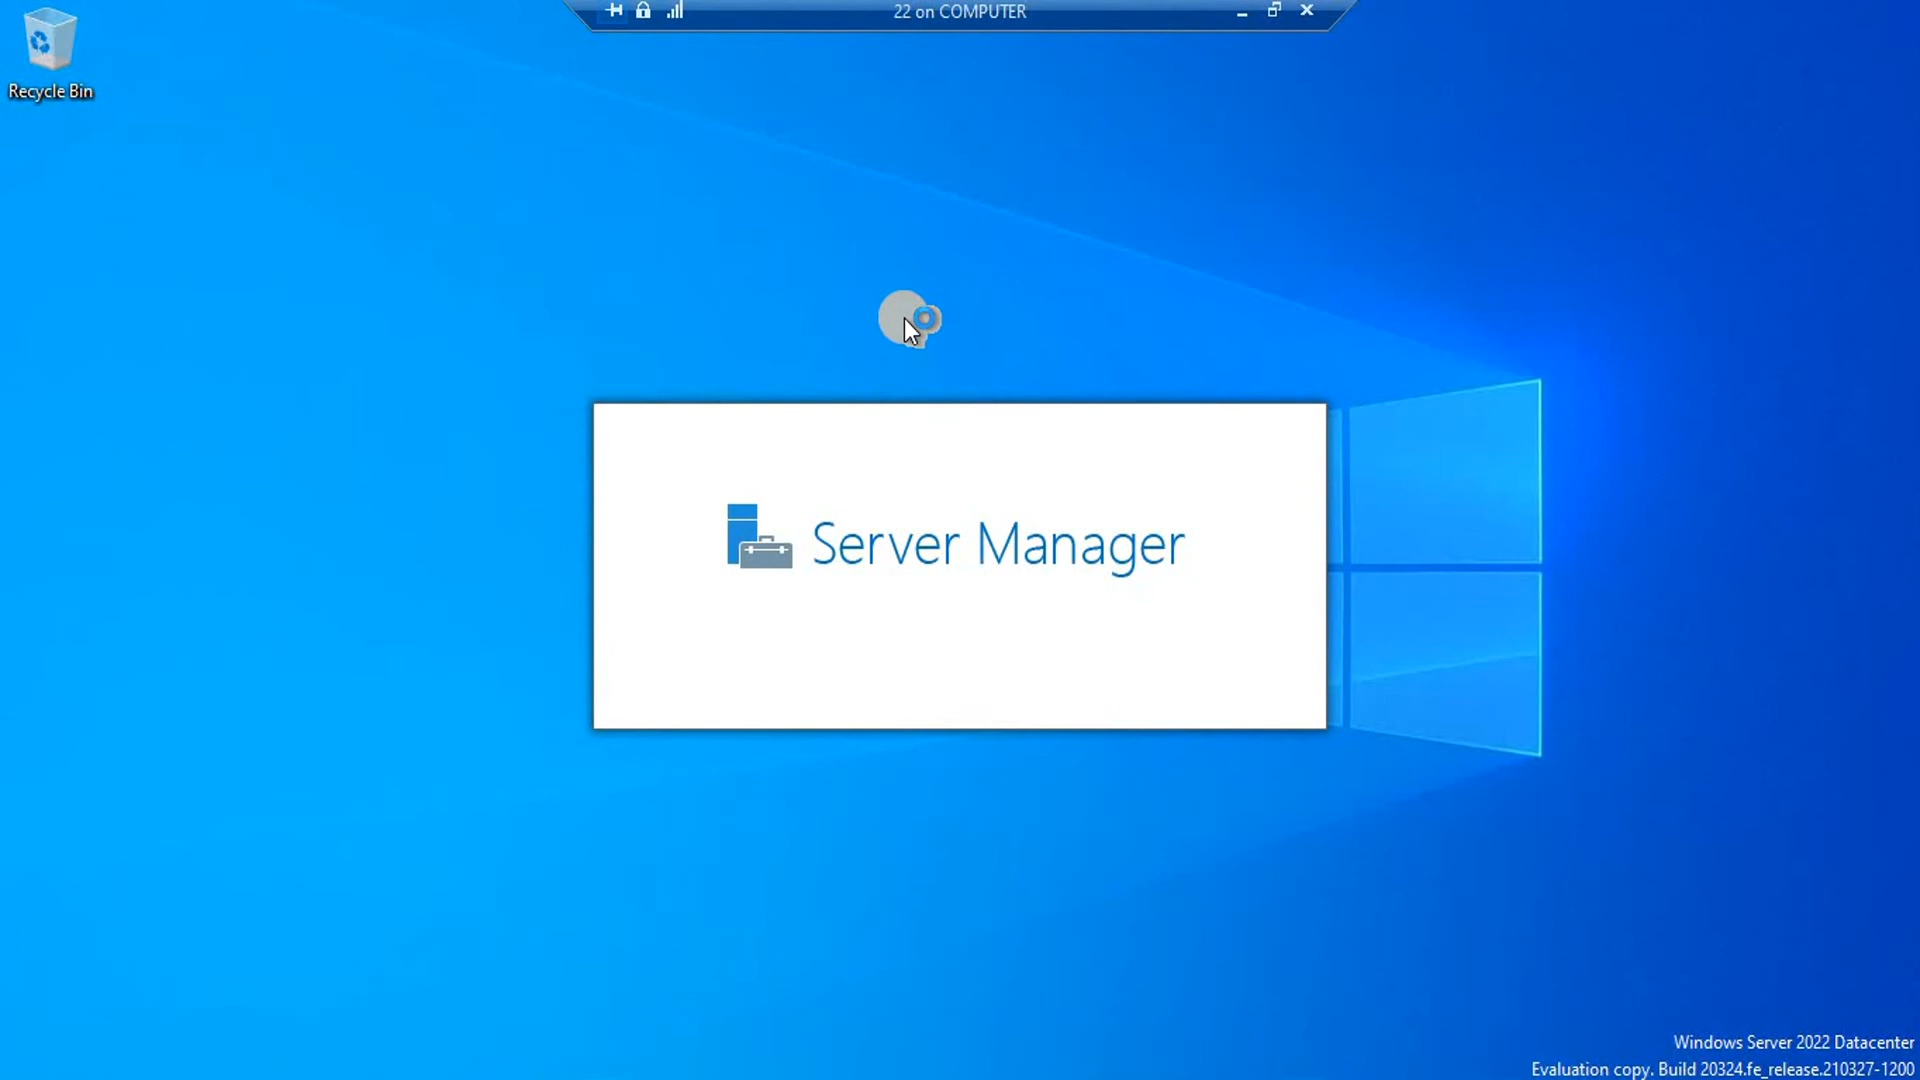 22 on COMPUTER
Recycle Bin
Server Manager
Windows Server 2022 Datacenter
Evaluation copy. Build 20324.fe_release.210327-1200